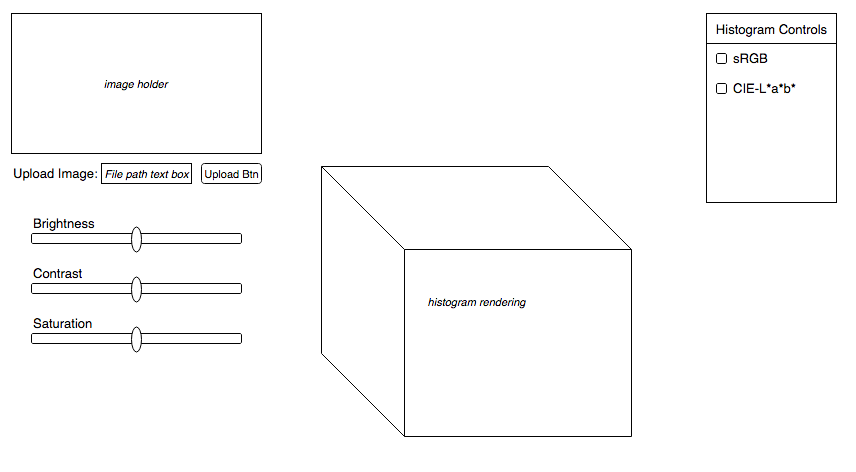 image holder
Upload Image: File path text box Upload Btn
Brightness
Contrast
Saturation
histogram rendering
Histogram Controls
sRGB
CIE-L*a*b*